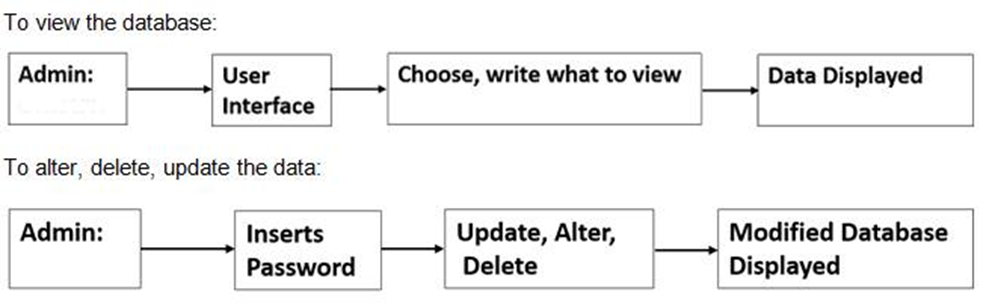 To view the database:
Admin:
User
Interface
Choose, write what to view
Data Displayed
To alter, delete, update the data:
Admin:
Inserts
Password
Update, Alter,
Delete
Modified Database
Displayed